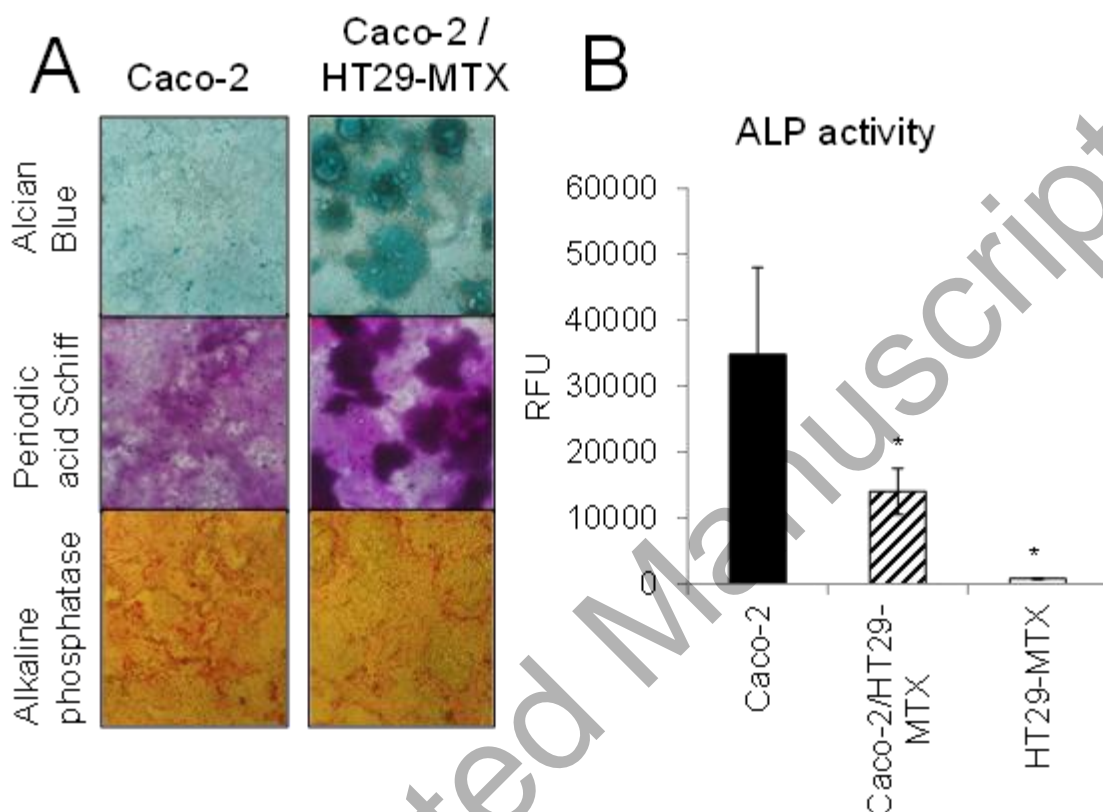 A
Caco-2
Caco-2 /
HT29-MTX
Alcian
Blue
Periodic
acid Schiff
Alkaline
phosphatase
B
ALP activity
RFU
60000
50000
40000
30000
20000
10000
0
*
*
Caco-2
Caco-2/HT29-
MTX
HT29-MTX
ted Manuscript